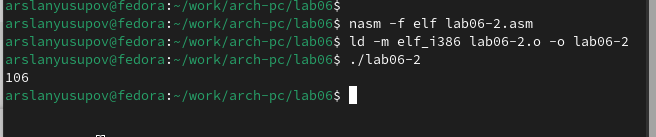 arslanyusupov@fedora:~/work/arch-pc/lab06$
arslanyusupov@fedora:~/work/arch-pc/lab06$ nasm -f elf lab06-2.asm
arslanyusupov@fedora:~/work/arch-pc/lab06$ ld -m elf_i386 lab06-2.o -o lab06-2
arslanyusupov@fedora:~/work/arch-pc/lab06$ ./lab06-2
106
arslanyusupov@fedora:~/work/arch-pc/lab06$